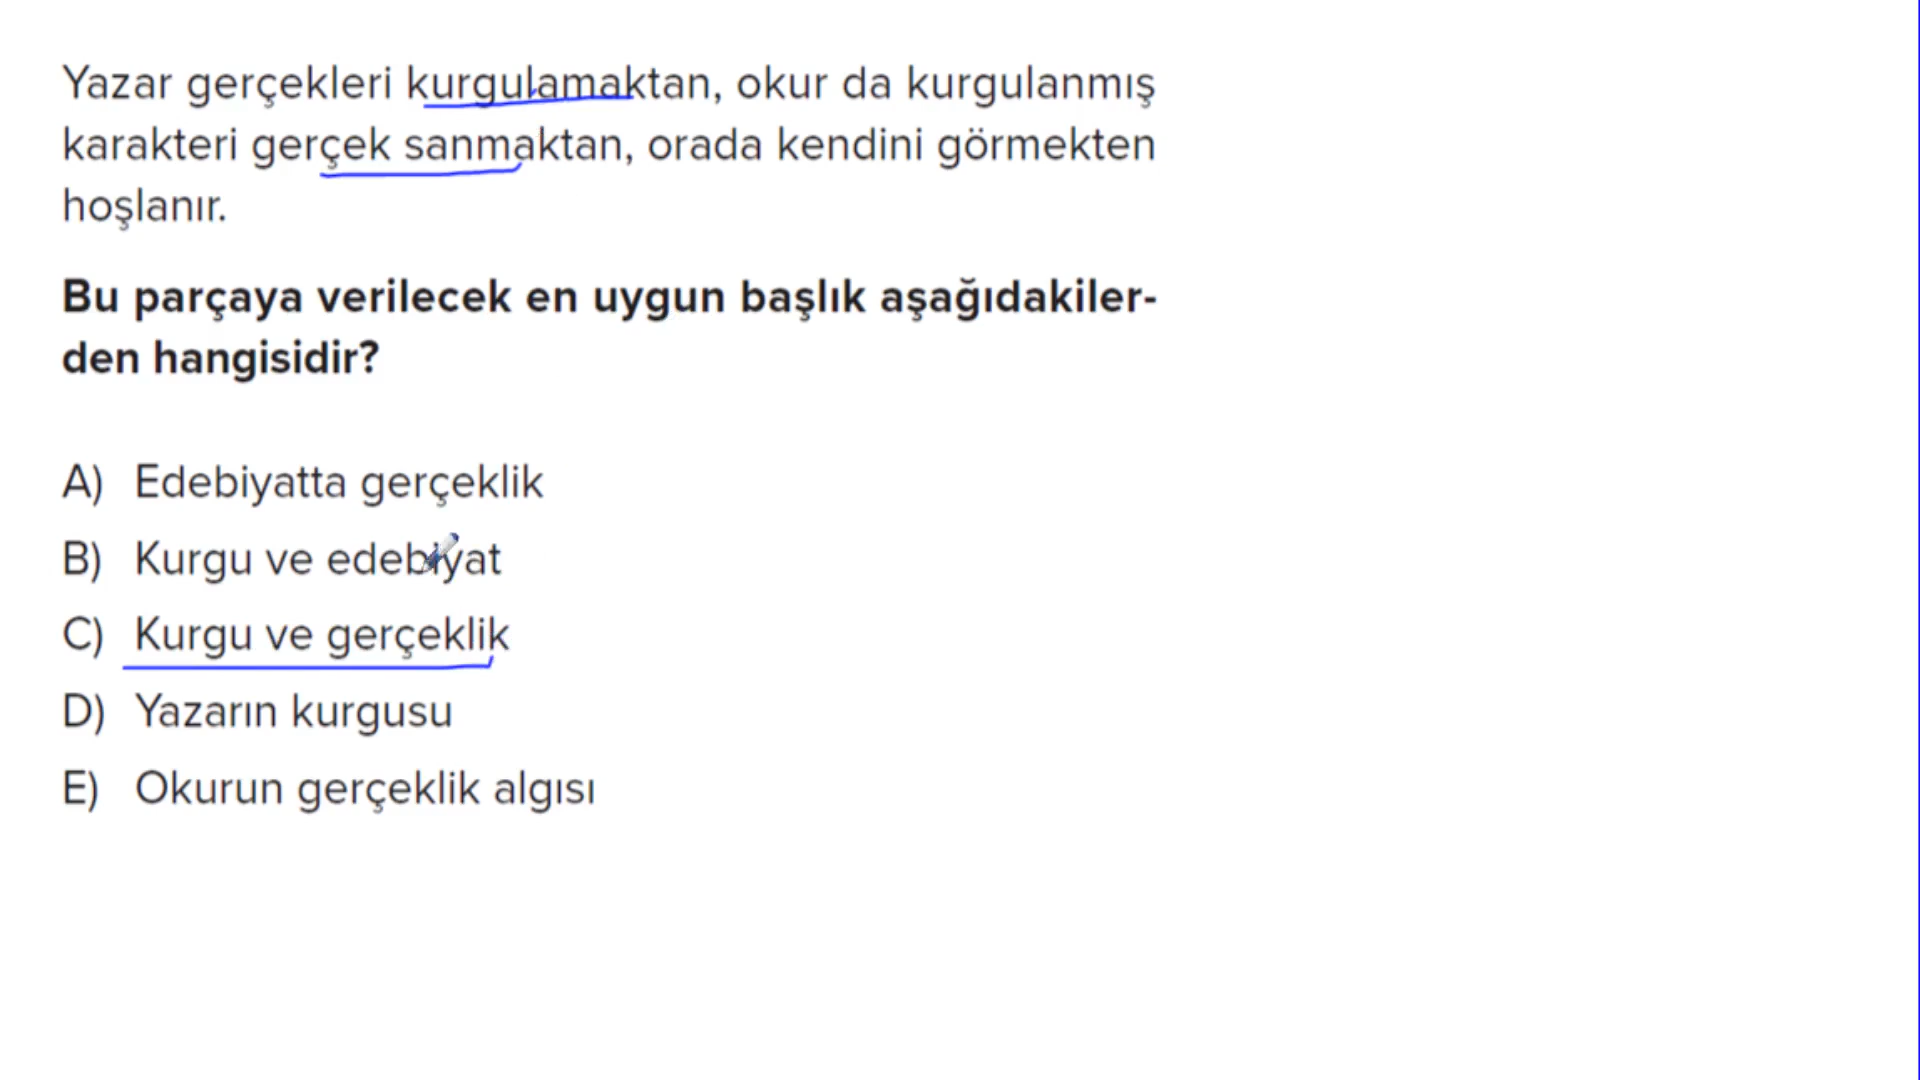 Yazar gerçekleri kurgulamaktan, okur da kurgulanmış
karakteri gerçek sanmaktan, orada kendini görmekten
hoşlanır.
Bu parçaya verilecek en uygun başlık aşağıdakiler-
den hangisidir?
A) Edebiyatta gerçeklik
B) Kurgu ve edebiyat
C) Kurgu ve gerçeklik
D) Yazarın kurgusu
E) Okurun gerçeklik algısı